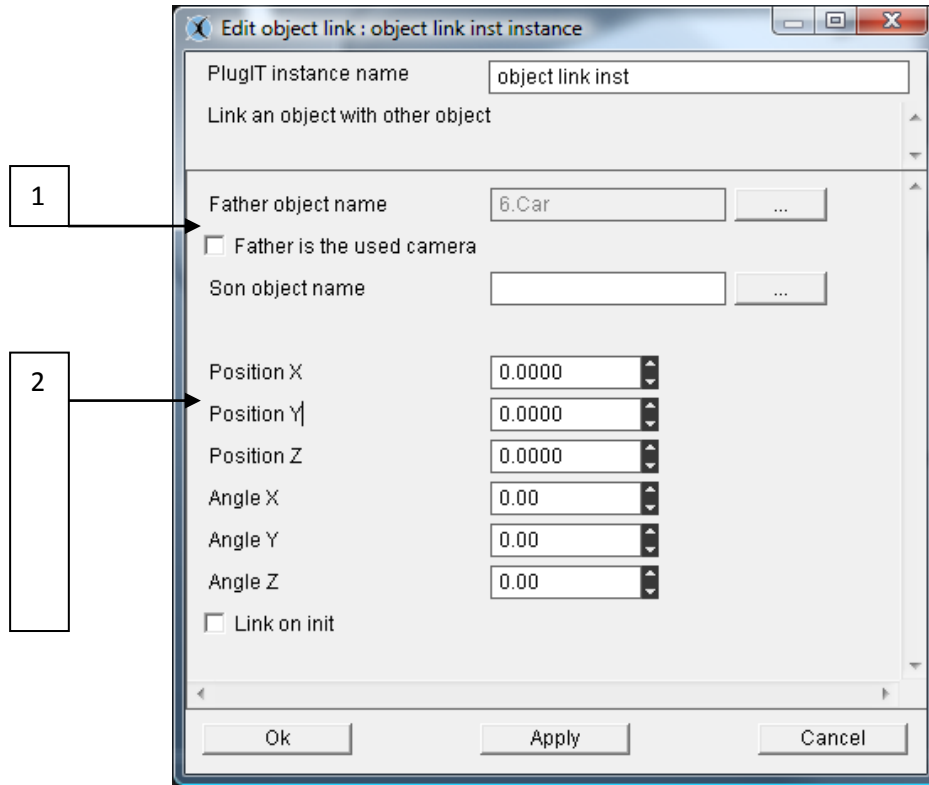 Edit object link : object link inst instance
PlugIT instance name object link inst
Link an object with other object
1
Father object name 6.Car ...
Father is the used camera
Son object name ...
2
Position X 0.0000
Position Y 0.0000
Position Z 0.0000
Angle X 0.00
Angle Y 0.00
Angle Z 0.00
Link on init
Ok Apply Cancel